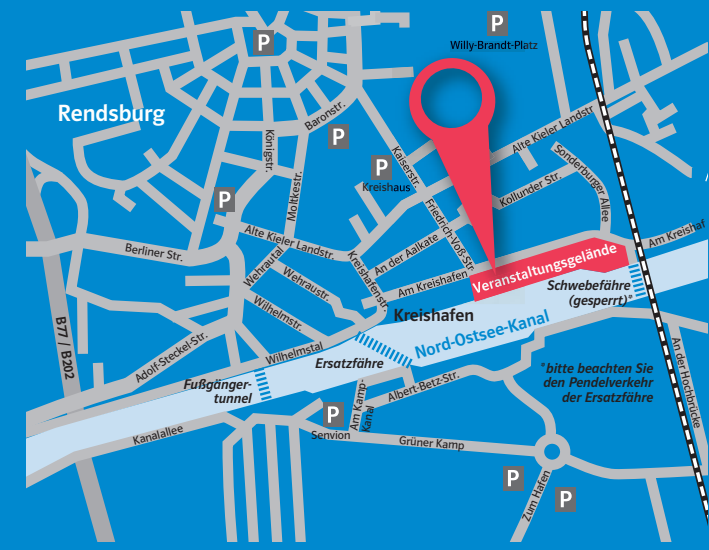 P
P
Willy-Brandt-Platz
Rendsburg
Baronstr.
P
Königstr.
Alte Kieler Landstr
Sonderburger Allee
Kaiserstr.
P
Kreishaus
Moltkestr.
Kollunder Str.
P
Friedrich-Voß-Str.
Alte Kieler Landstr.
Berliner Str.
An der Aalkate
Am Kreishaf
Wehrautal
Kreishafenstr.
Veranstaltungsgelände
Wehraustr.
Am Kreishafen
Schwebefähre
(gesperrt)*
Wilhelmstr.
Kreishafen
B77 / B202
Adolf-Steckel-Str.
Wilhelmstal
Nord-Ostsee-Kanal
An der Hochbrücke
Ersatzfähre
*bitte beachten Sie
den Pendelverkehr
der Ersatzfähre
Fußgänger-
tunnel
Albert-Betz-Str.
Am Kamp-
Kanal
P
Senvion
Kanalallee
Grüner Kamp
P
Zum Hafen
P